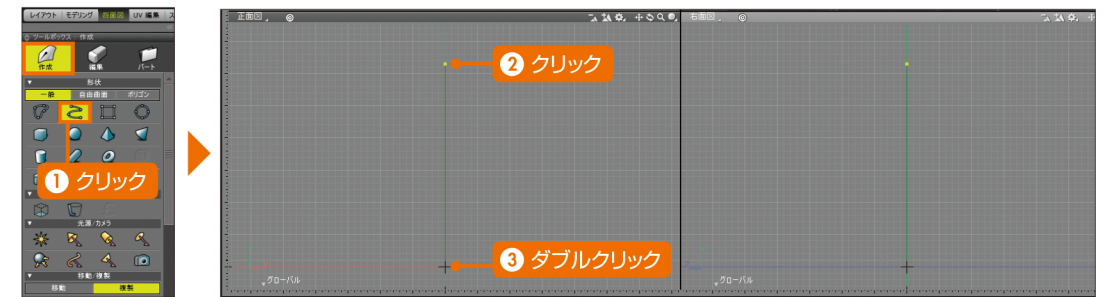 レイアウト モデリング 四面図 UV 編集 ス
ツールボックス : 作成
作成 編集 パート
形状
一般 自由曲面 ポリゴン
① クリック
光源/カメラ
移動/複製
移動 複製
正面図
右面図
② クリック
③ ダブルクリック
グローバル
グローバル